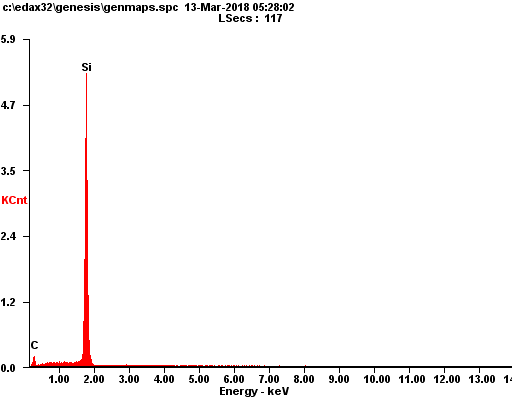 c:\edax32\genesis\genmaps.spc 13-Mar-2018 05:28:02
LSecs : 117
5.9
Si
4.7
3.5
KCnt
2.4
1.2
C
0.0
1.00 2.00 3.00 4.00 5.00 6.00 7.00 8.00 9.00 10.00 11.00 12.00 13.00 14
Energy - keV